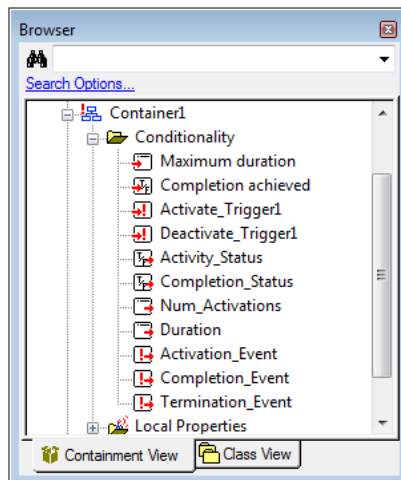 Browser
Search Options...
Container1
Conditionality
Maximum duration
Completion achieved
Activate_Trigger1
Deactivate_Trigger1
Activity_Status
Completion_Status
Num_Activations
Duration
Activation_Event
Completion_Event
Termination_Event
Local Properties
Containment View Class View